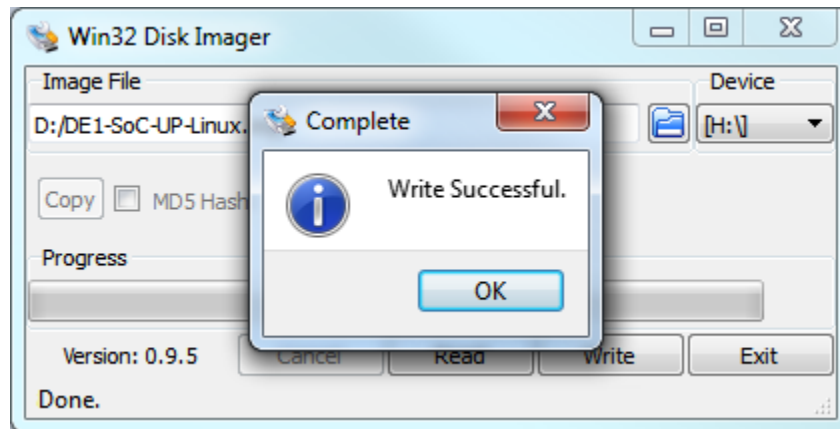 Win32 Disk Imager
Image File
Device
D:/DE1-SoC-UP-Linux.
[H:\]
Complete
Write Successful.
OK
Copy
MD5 Hash
Progress
Version: 0.9.5
Cancel
Read
Write
Exit
Done.